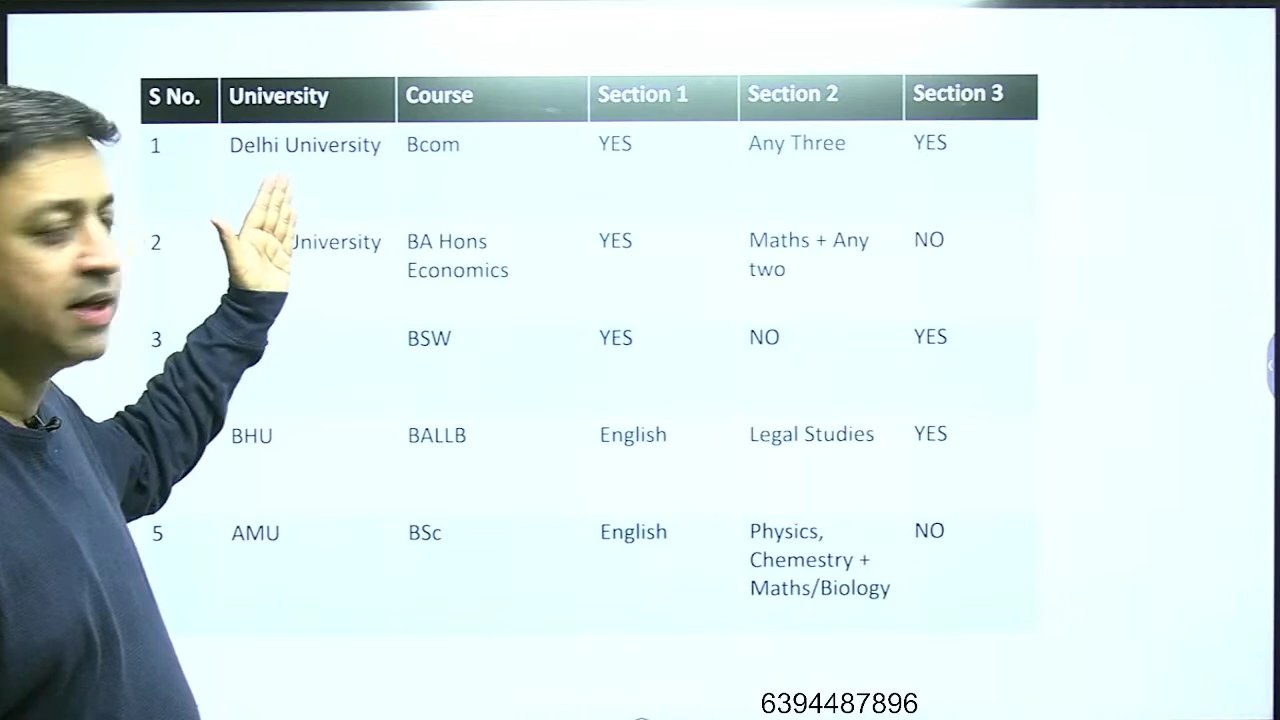 S No. University Course Section 1 Section 2 Section 3
1 Delhi University Bcom YES Any Three YES
2 University BA Hons YES Maths + Any NO
Economics two
3 BSW YES NO YES
BHU BALLB English Legal Studies YES
5 AMU BSc English Physics, NO
Chemestry +
Maths/Biology
6394487896